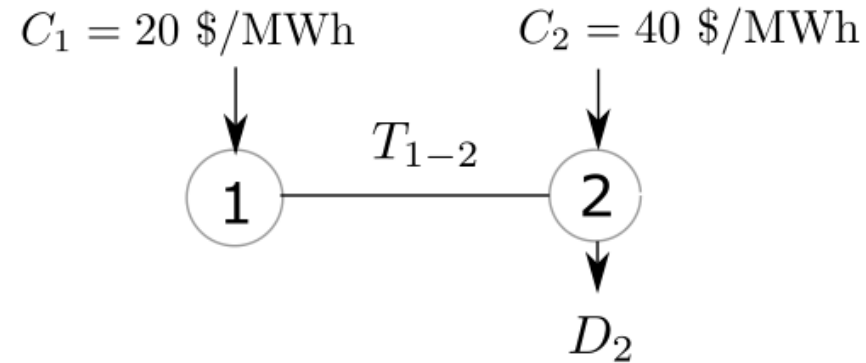 C₁ = 20 $/MWh
C₂ = 40 $/MWh
T₁₋₂
1
2
D₂